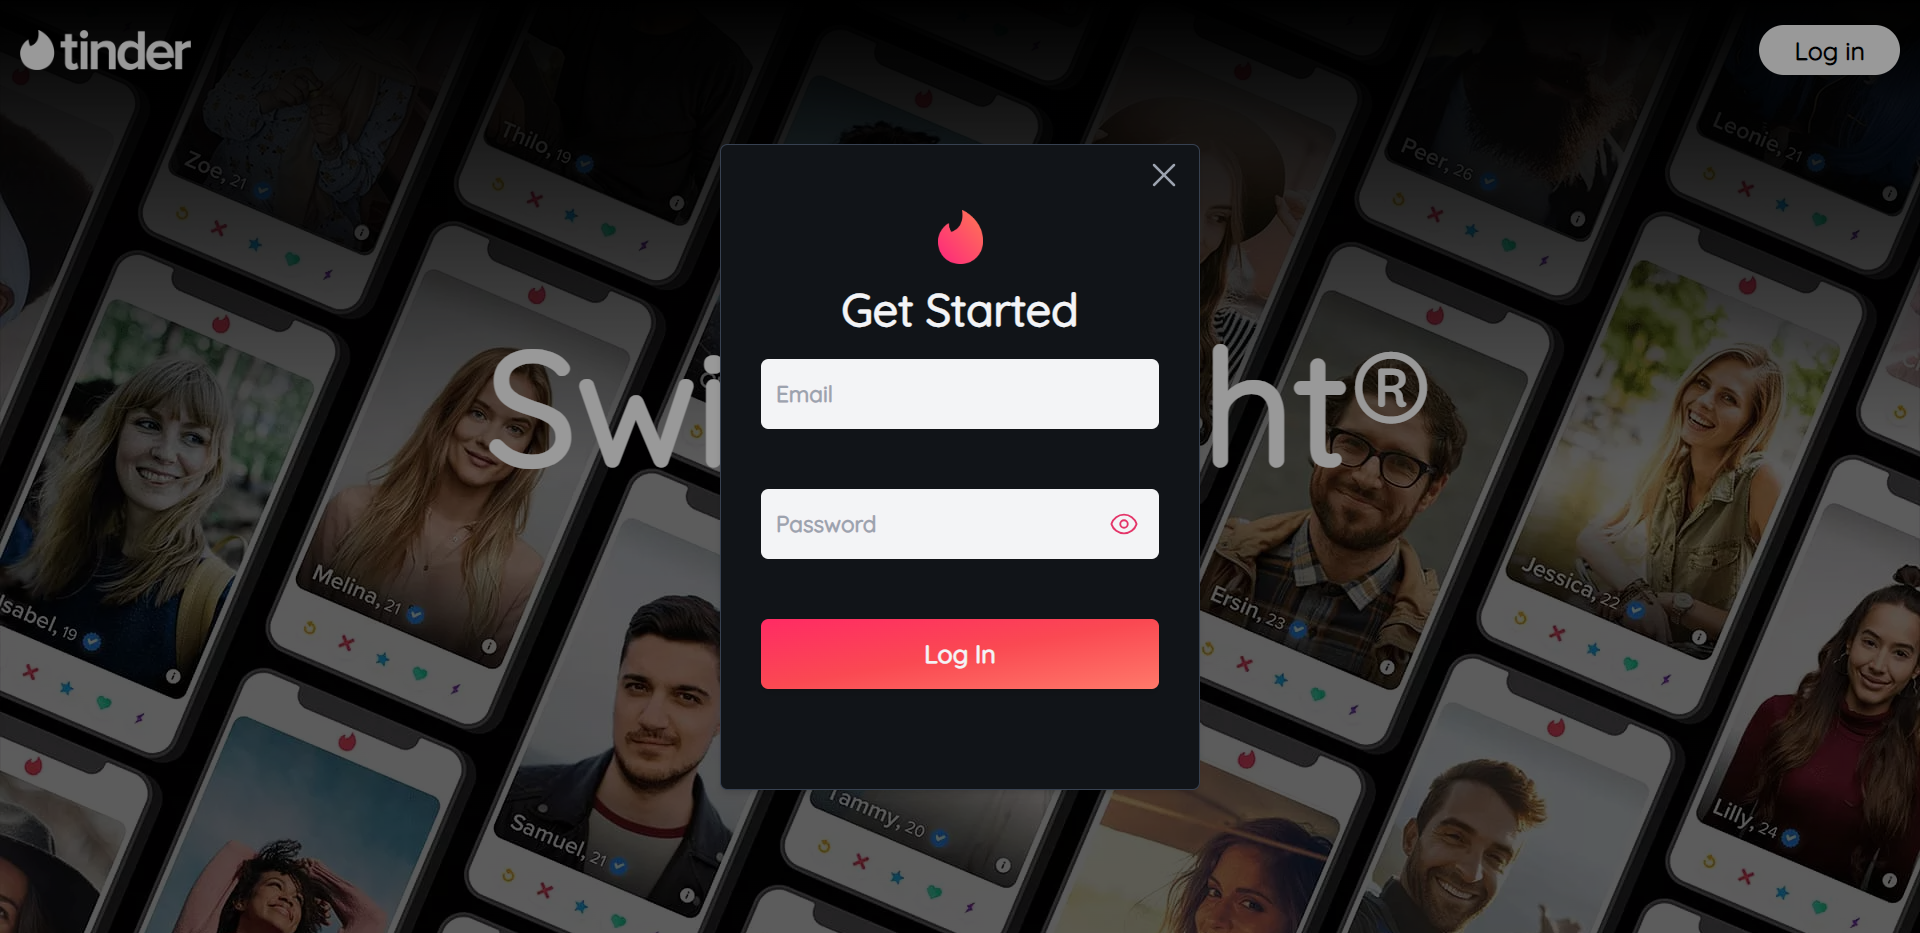 tinder
Log in
Zoe, 21
Thilo, 19
Peer, 26
Leonie, 21
Get Started
Swi
ht®
Email
Password
Log In
Isabel, 19
Melina, 21
Ersin, 23
Jessica, 22
Samuel, 21
Tammy, 20
Lilly, 24